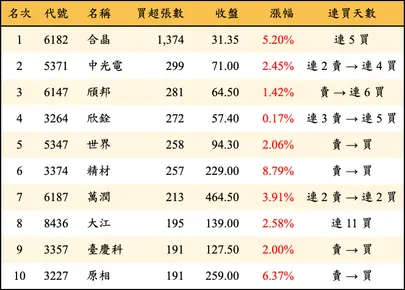 名次 代號 名稱 買超張數 收盤 漲幅 連買天數
1 6182 合晶 1,374 31.35 5.20% 連 5 買
2 5371 中光電 299 71.00 2.45% 連 2 賣 → 連 4 買
3 6147 頎邦 281 64.50 1.42% 賣 → 連 6 買
4 3264 欣銓 272 57.40 0.17% 連 3 賣 → 連 5 買
5 5347 世界 258 94.30 2.06% 賣 → 買
6 3374 精材 257 229.00 8.79% 賣 → 買
7 6187 萬潤 213 464.50 3.91% 連 2 賣 → 連 2 買
8 8436 大江 195 139.00 2.58% 連 11 買
9 3357 臺慶科 191 127.50 2.00% 賣 → 買
10 3227 原相 191 259.00 6.37% 賣 → 買